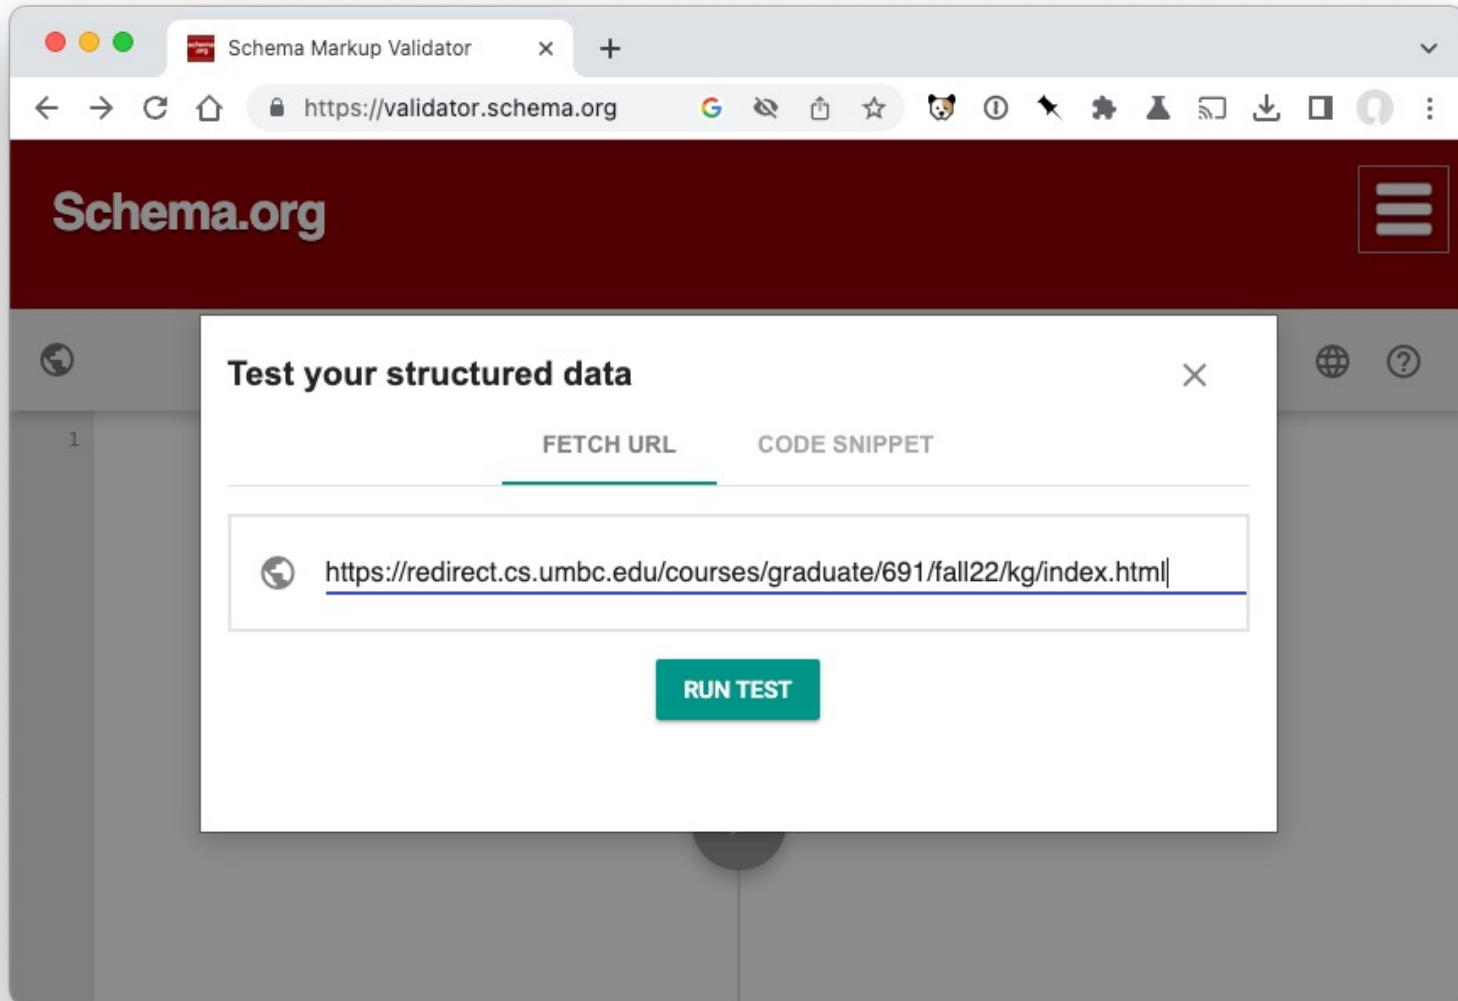 Schema Markup Validator
https://validator.schema.org
Schema.org
Test your structured data
FETCH URL CODE SNIPPET
1
https://redirect.cs.umbc.edu/courses/graduate/691/fall22/kg/index.html
RUN TEST